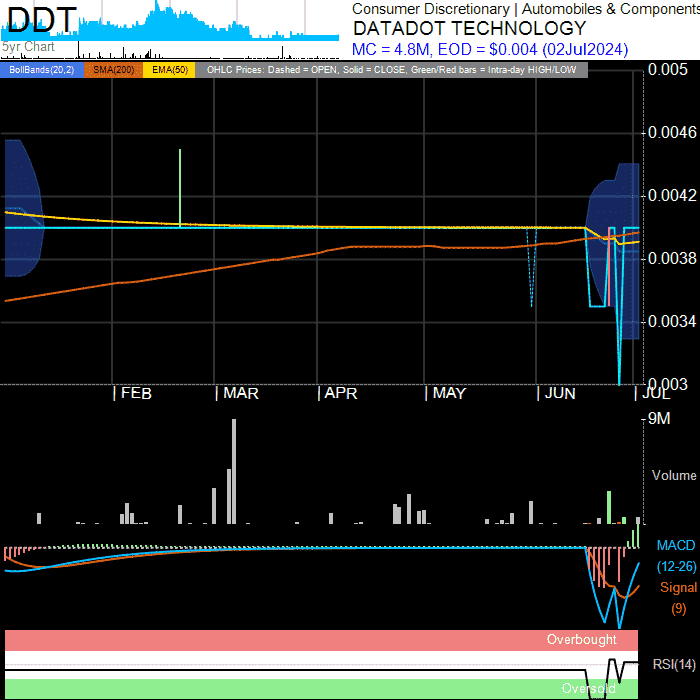 DDT
5yr Chart
Consumer Discretionary | Automobiles & Components
DATADOT TECHNOLOGY
MC = 4.8M, EOD = $0.004 (02Jul2024)
BollBands(20,2) SMA(200) EMA(50) OHLC Prices: Dashed = OPEN, Solid = CLOSE, Green/Red bars = Intra-day HIGH/LOW
0.005
0.0046
0.0042
0.0038
0.0034
0.003
FEB MAR APR MAY JUN JUL
9M
Volume
MACD
(12-26)
Signal
(9)
Overbought
RSI(14)
Oversold